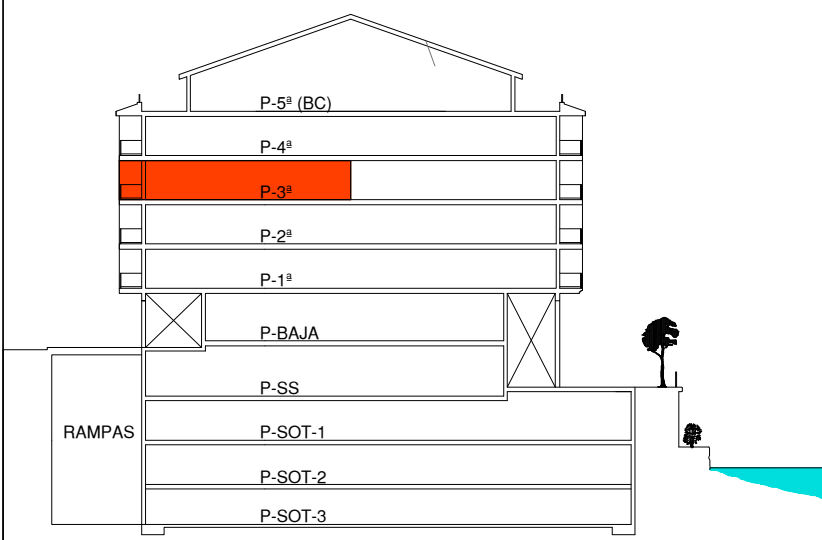 P-5ª (BC)
P-4ª
P-3ª
P-2ª
P-1ª
P-BAJA
P-SS
RAMPAS
P-SOT-1
P-SOT-2
P-SOT-3